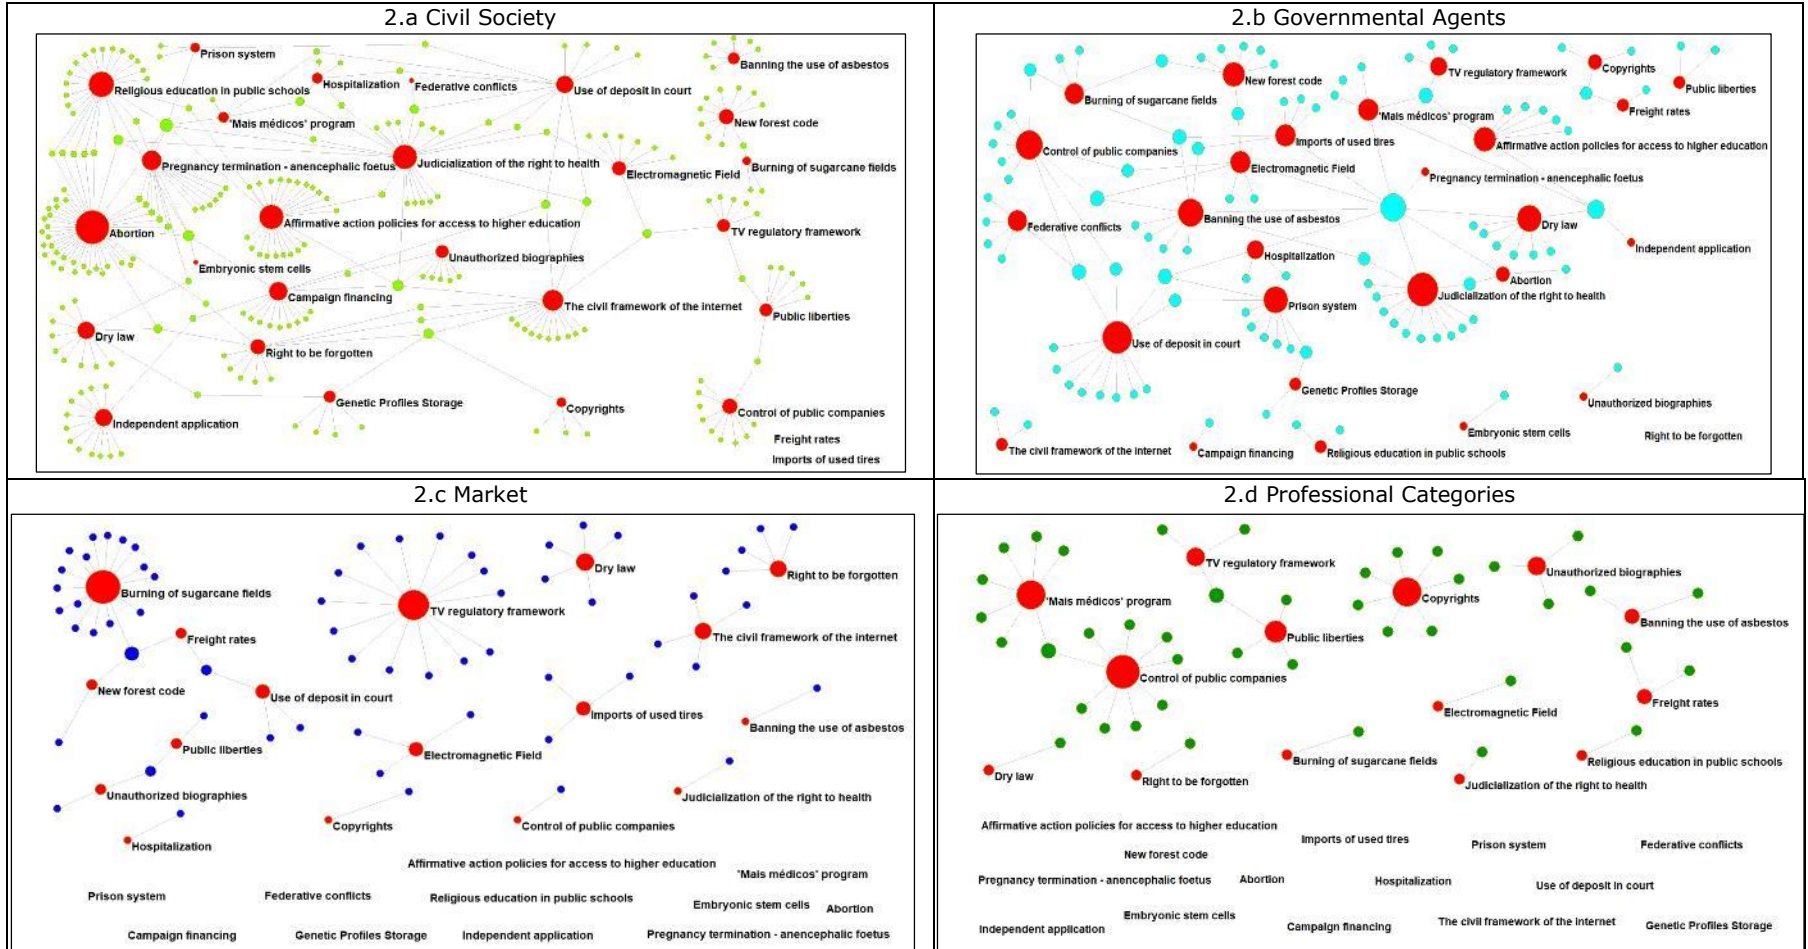 2.a Civil Society
Prison system
Religious education in public schools
Hospitalization
Federative conflicts
Use of deposit in court
Banning the use of asbestos
'Mais médicos' program
New forest code
Pregnancy termination - anencephalic foetus
Judicialization of the right to health
Electromagnetic Field
Burning of sugarcane fields
Abortion
Affirmative action policies for access to higher education
TV regulatory framework
Embryonic stem cells
Unauthorized biographies
Campaign financing
The civil framework of the internet
Public liberties
Dry law
Right to be forgotten
Genetic Profiles Storage
Copyrights
Control of public companies
Independent application
Freight rates
Imports of used tires
2.b Governmental Agents
New forest code
TV regulatory framework
Copyrights
Public liberties
Burning of sugarcane fields
'Mais médicos' program
Freight rates
Control of public companies
Imports of used tires
Affirmative action policies for access to higher education
Electromagnetic Field
Pregnancy termination - anencephalic foetus
Federative conflicts
Banning the use of asbestos
Dry law
Independent application
Hospitalization
Abortion
Judicialization of the right to health
Prison system
Use of deposit in court
Genetic Profiles Storage
Unauthorized biographies
Embryonic stem cells
Right to be forgotten
The civil framework of the internet
Campaign financing
Religious education in public schools
2.c Market
Burning of sugarcane fields
TV regulatory framework
Dry law
Right to be forgotten
Freight rates
The civil framework of the internet
New forest code
Use of deposit in court
Imports of used tires
Banning the use of asbestos
Public liberties
Electromagnetic Field
Unauthorized biographies
Judicialization of the right to health
Hospitalization
Copyrights
Control of public companies
Affirmative action policies for access to higher education
'Mais médicos' program
Prison system
Federative conflicts
Religious education in public schools
Embryonic stem cells
Abortion
Campaign financing
Genetic Profiles Storage
Independent application
Pregnancy termination - anencephalic foetus
2.d Professional Categories
TV regulatory framework
Unauthorized biographies
'Mais médicos' program
Copyrights
Public liberties
Banning the use of asbestos
Control of public companies
Electromagnetic Field
Freight rates
Dry law
Right to be forgotten
Burning of sugarcane fields
Religious education in public schools
Judicialization of the right to health
Affirmative action policies for access to higher education
Imports of used tires
Prison system
Federative conflicts
New forest code
Pregnancy termination - anencephalic foetus
Abortion
Hospitalization
Use of deposit in court
Independent application
Embryonic stem cells
Campaign financing
The civil framework of the internet
Genetic Profiles Storage